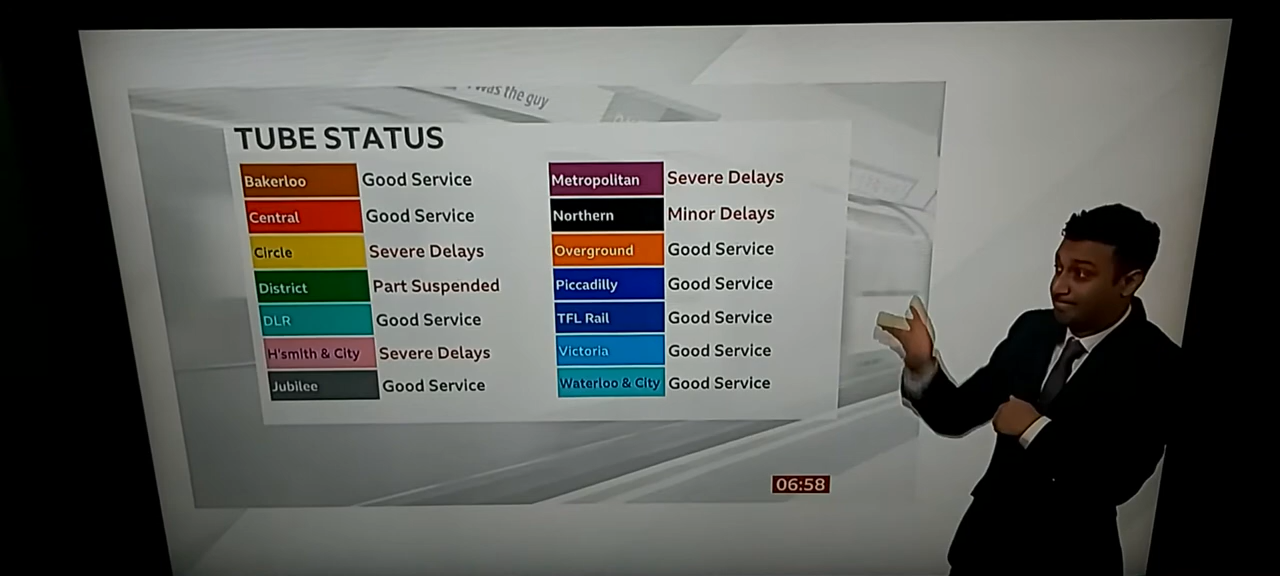 was the guy
TUBE STATUS
Bakerloo Good Service
Central Good Service
Circle Severe Delays
District Part Suspended
DLR Good Service
H'smith & City Severe Delays
Jubilee Good Service
Metropolitan Severe Delays
Northern Minor Delays
Overground Good Service
Piccadilly Good Service
TFL Rail Good Service
Victoria Good Service
Waterloo & City Good Service
06:58